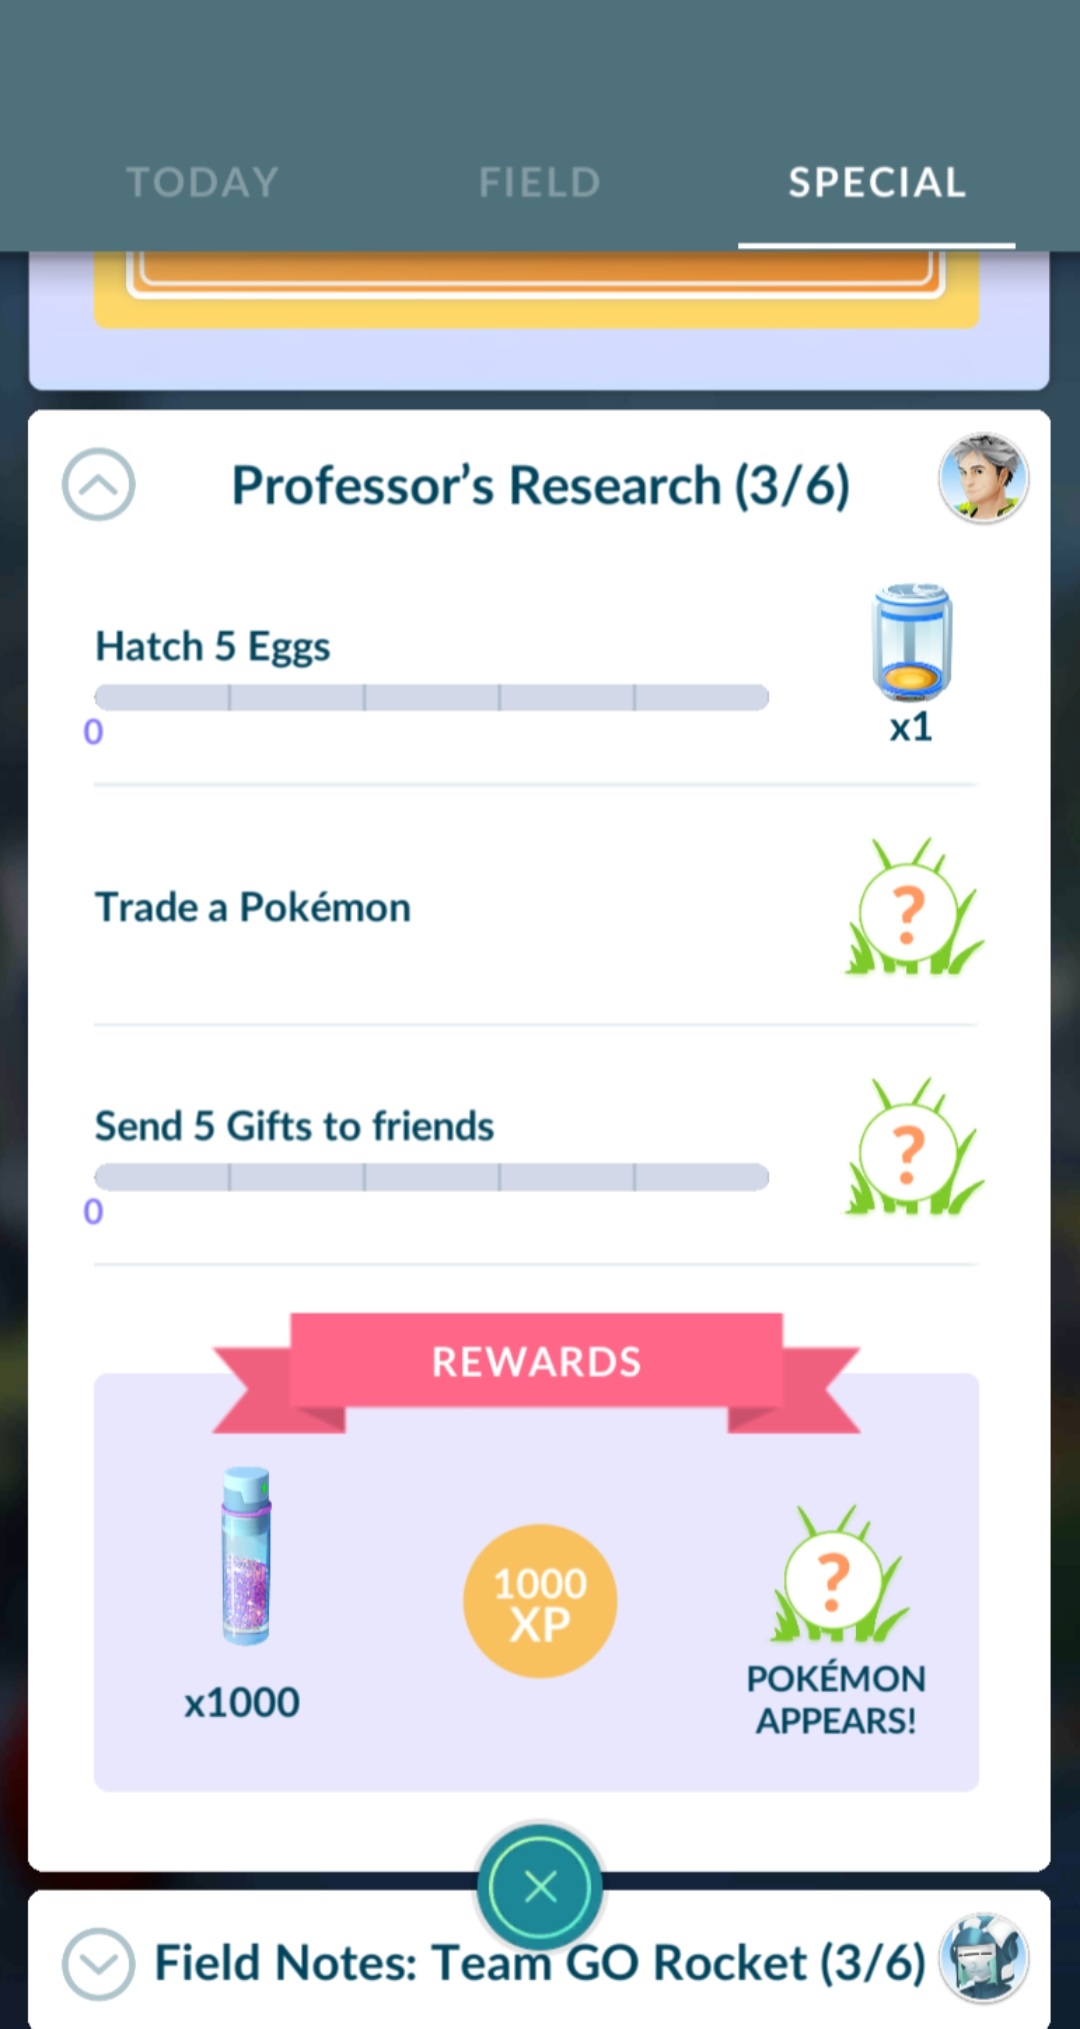 TODAY FIELD SPECIAL
Professor’s Research (3/6)
Hatch 5 Eggs
0
x1
Trade a Pokémon
?
Send 5 Gifts to friends
?
0
REWARDS
1000
XP
?
x1000
POKÉMON
APPEARS!
Field Notes: Team GO Rocket (3/6)